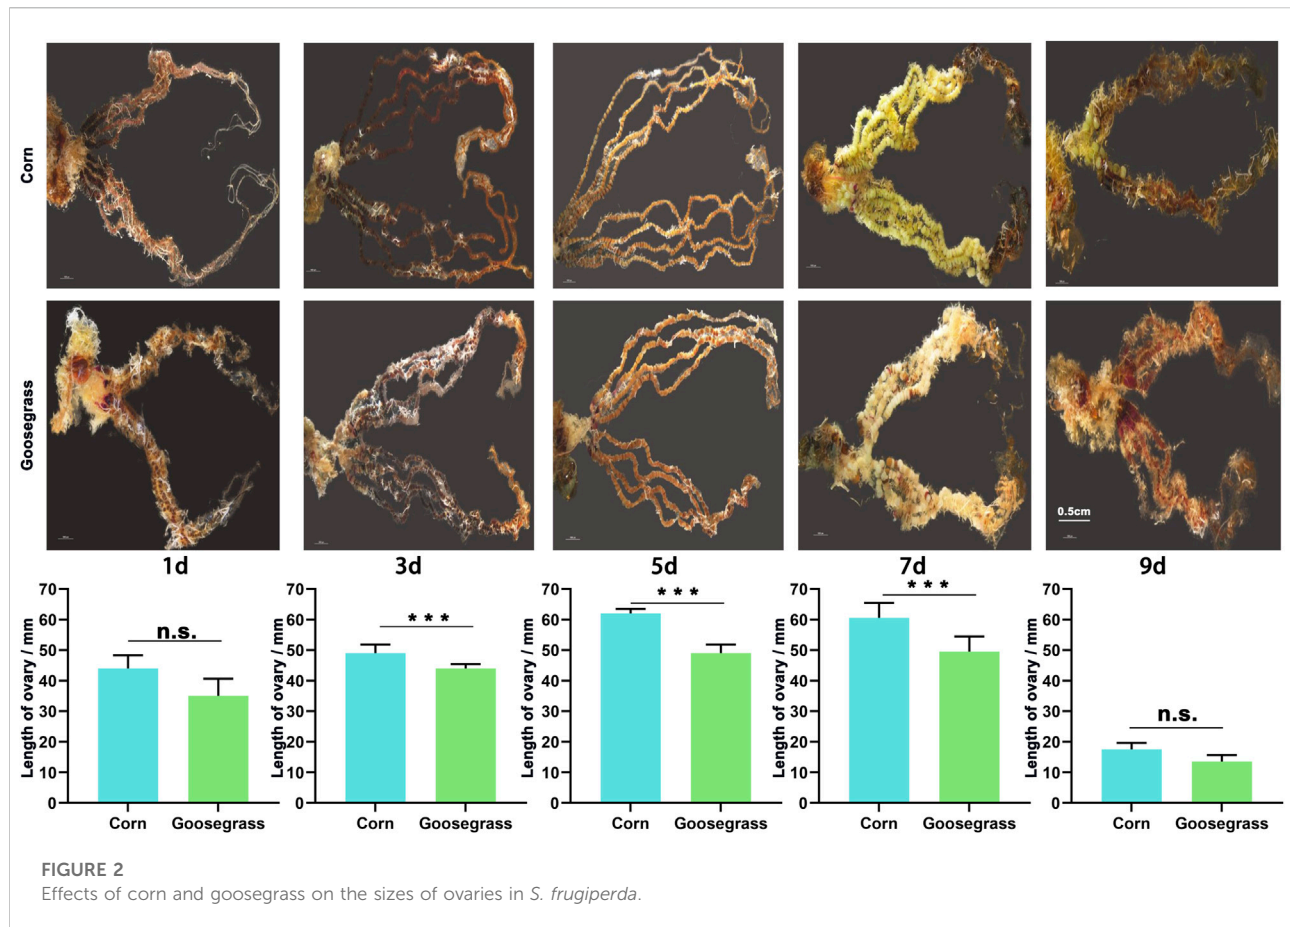 Corn
Goosegrass
0.5cm
1d
3d
5d
7d
9d
Length of ovary / mm
70
60
50
40
30
20
10
0
n.s.
Corn
Goosegrass
Length of ovary / mm
70
60
50
40
30
20
10
0
* * *
Corn
Goosegrass
Length of ovary / mm
70
60
50
40
30
20
10
0
* * *
Corn
Goosegrass
Length of ovary / mm
70
60
50
40
30
20
10
0
* * *
Corn
Goosegrass
Length of ovary / mm
70
60
50
40
30
20
10
0
n.s.
Corn
Goosegrass
FIGURE 2
Effects of corn and goosegrass on the sizes of ovaries in S. frugiperda.